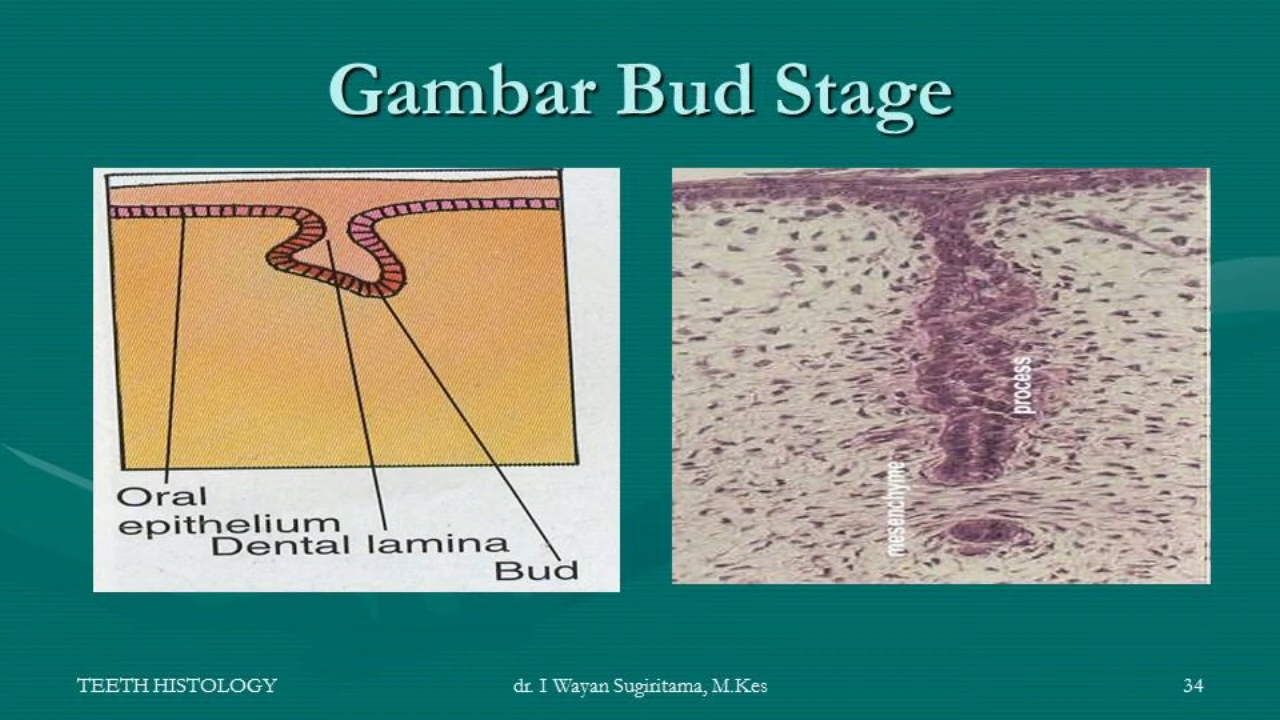 Gambar Bud Stage
Oral
epithelium
Dental lamina
Bud
mesenchyme
process
TEETH HISTOLOGY
dr. I Wayan Sugiritama, M.Kes
34